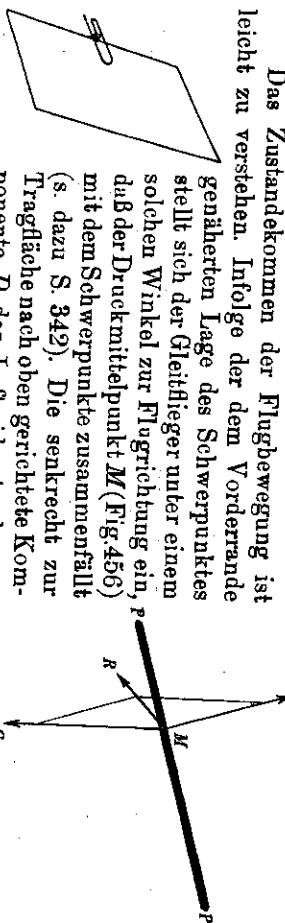 Das Zustandekommen der Flugbewegung ist
leicht zu verstehen. Infolge der dem Vorderrande
genäherten Lage des Schwerpunktes
stellt sich der Gleitflieger unter einem
solchen Winkel zur Flugrichtung ein,
daß der Druckmittelpunkt M (Fig. 456)
mit dem Schwerpunkte zusammenfällt
(s. dazu S. 342). Die senkrecht zur
Tragfläche nach oben gerichtete Kom-
P
R
M
P